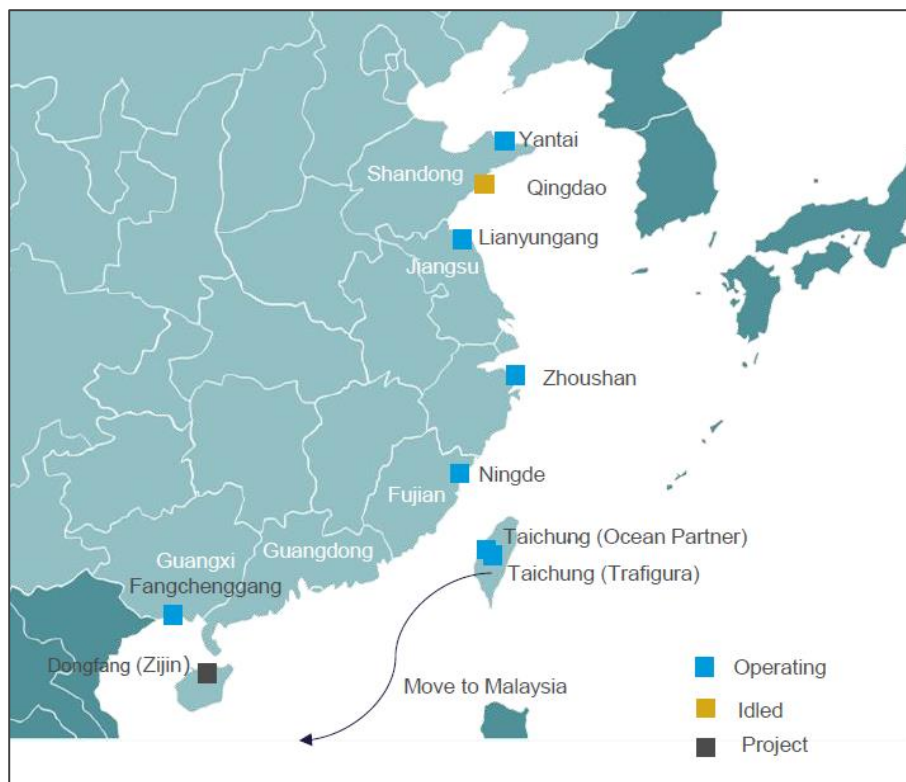 Yantai
Shandong
Qingdao
Lianyungang
Jiangsu
Zhoushan
Ningde
Fujian
Taichung (Ocean Partner)
Guangdong
Guangxi
Taichung (Trafigura)
Fangchenggang
Dongfang (Zijin)
Move to Malaysia
Operating
Idled
Project